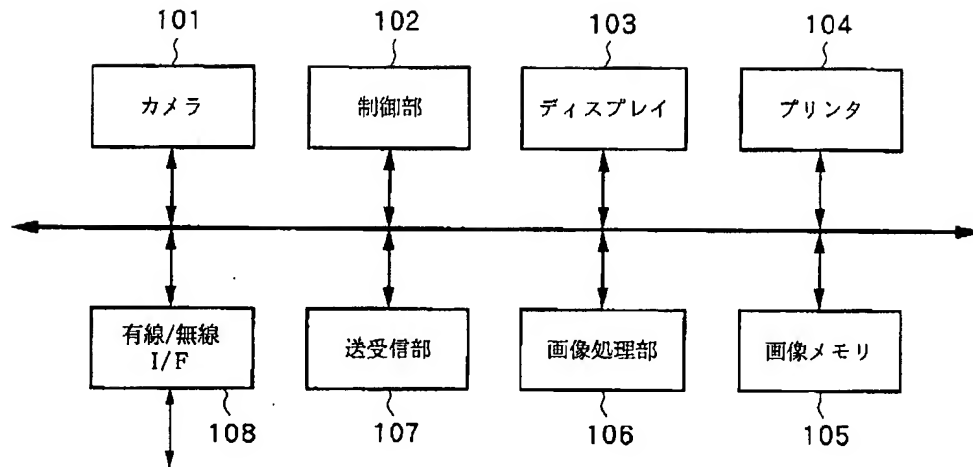 101
102
103
104
カメラ
制御部
ディスプレイ
プリンタ
有線/無線
I/F
送受信部
画像処理部
画像メモリ
108
107
106
105